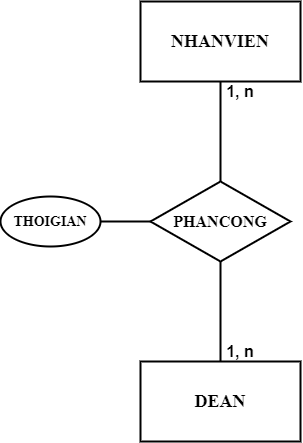 NHANVIEN
1, n
THOIGIAN
PHANCONG
1, n
DEAN